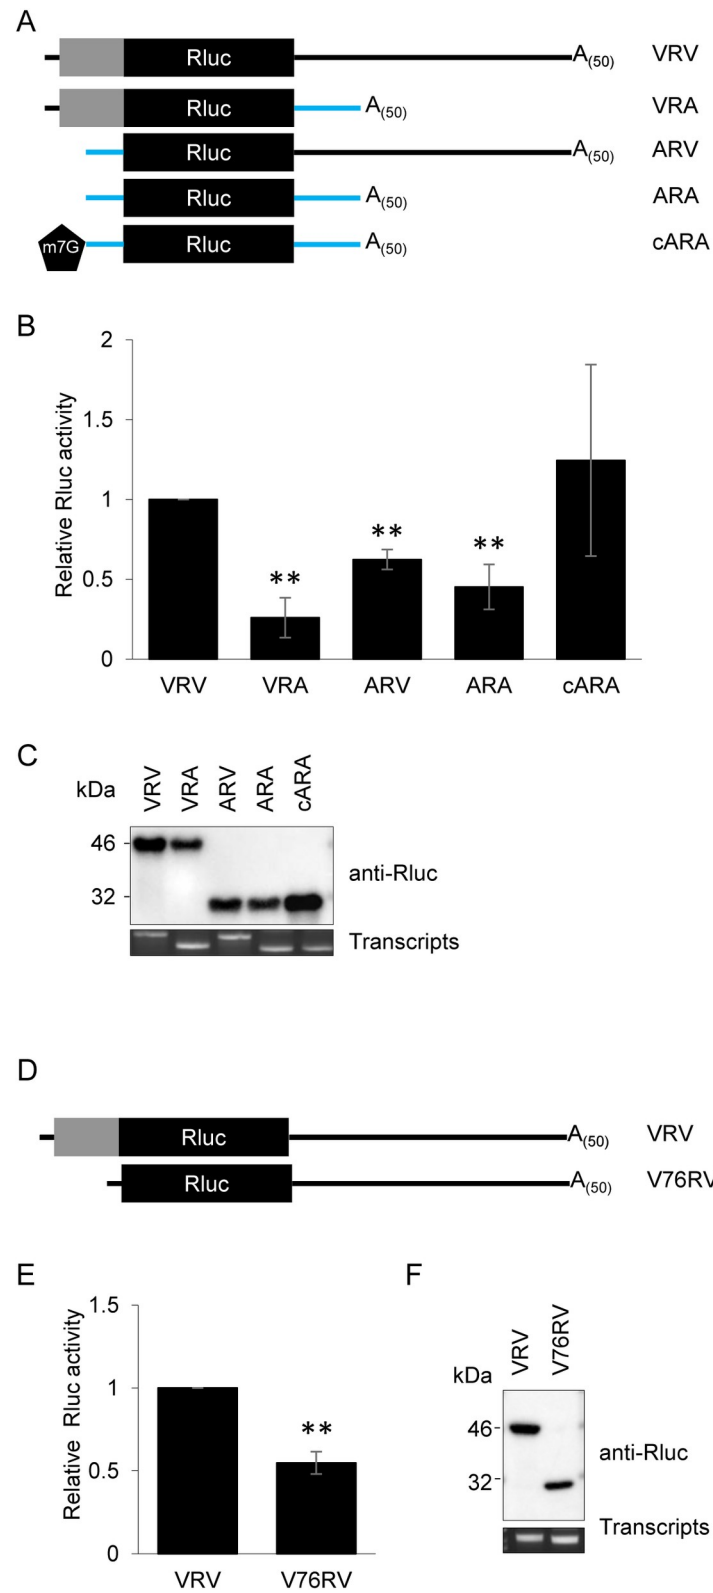 A
Rluc A(50) VRV
Rluc A(50) VRA
Rluc A(50) ARV
Rluc A(50) ARA
m7G Rluc A(50) cARA
B
Relative Rluc activity
2
1.5
1
0.5
0
** ** **
VRV VRA ARV ARA cARA
C
kDa VRV VRA ARV ARA cARA
46
32
anti-Rluc
Transcripts
D
Rluc A(50) VRV
Rluc A(50) V76RV
E
Relative Rluc activity
1.5
1
0.5
0
**
VRV V76RV
F
kDa VRV V76RV
46
32
anti-Rluc
Transcripts